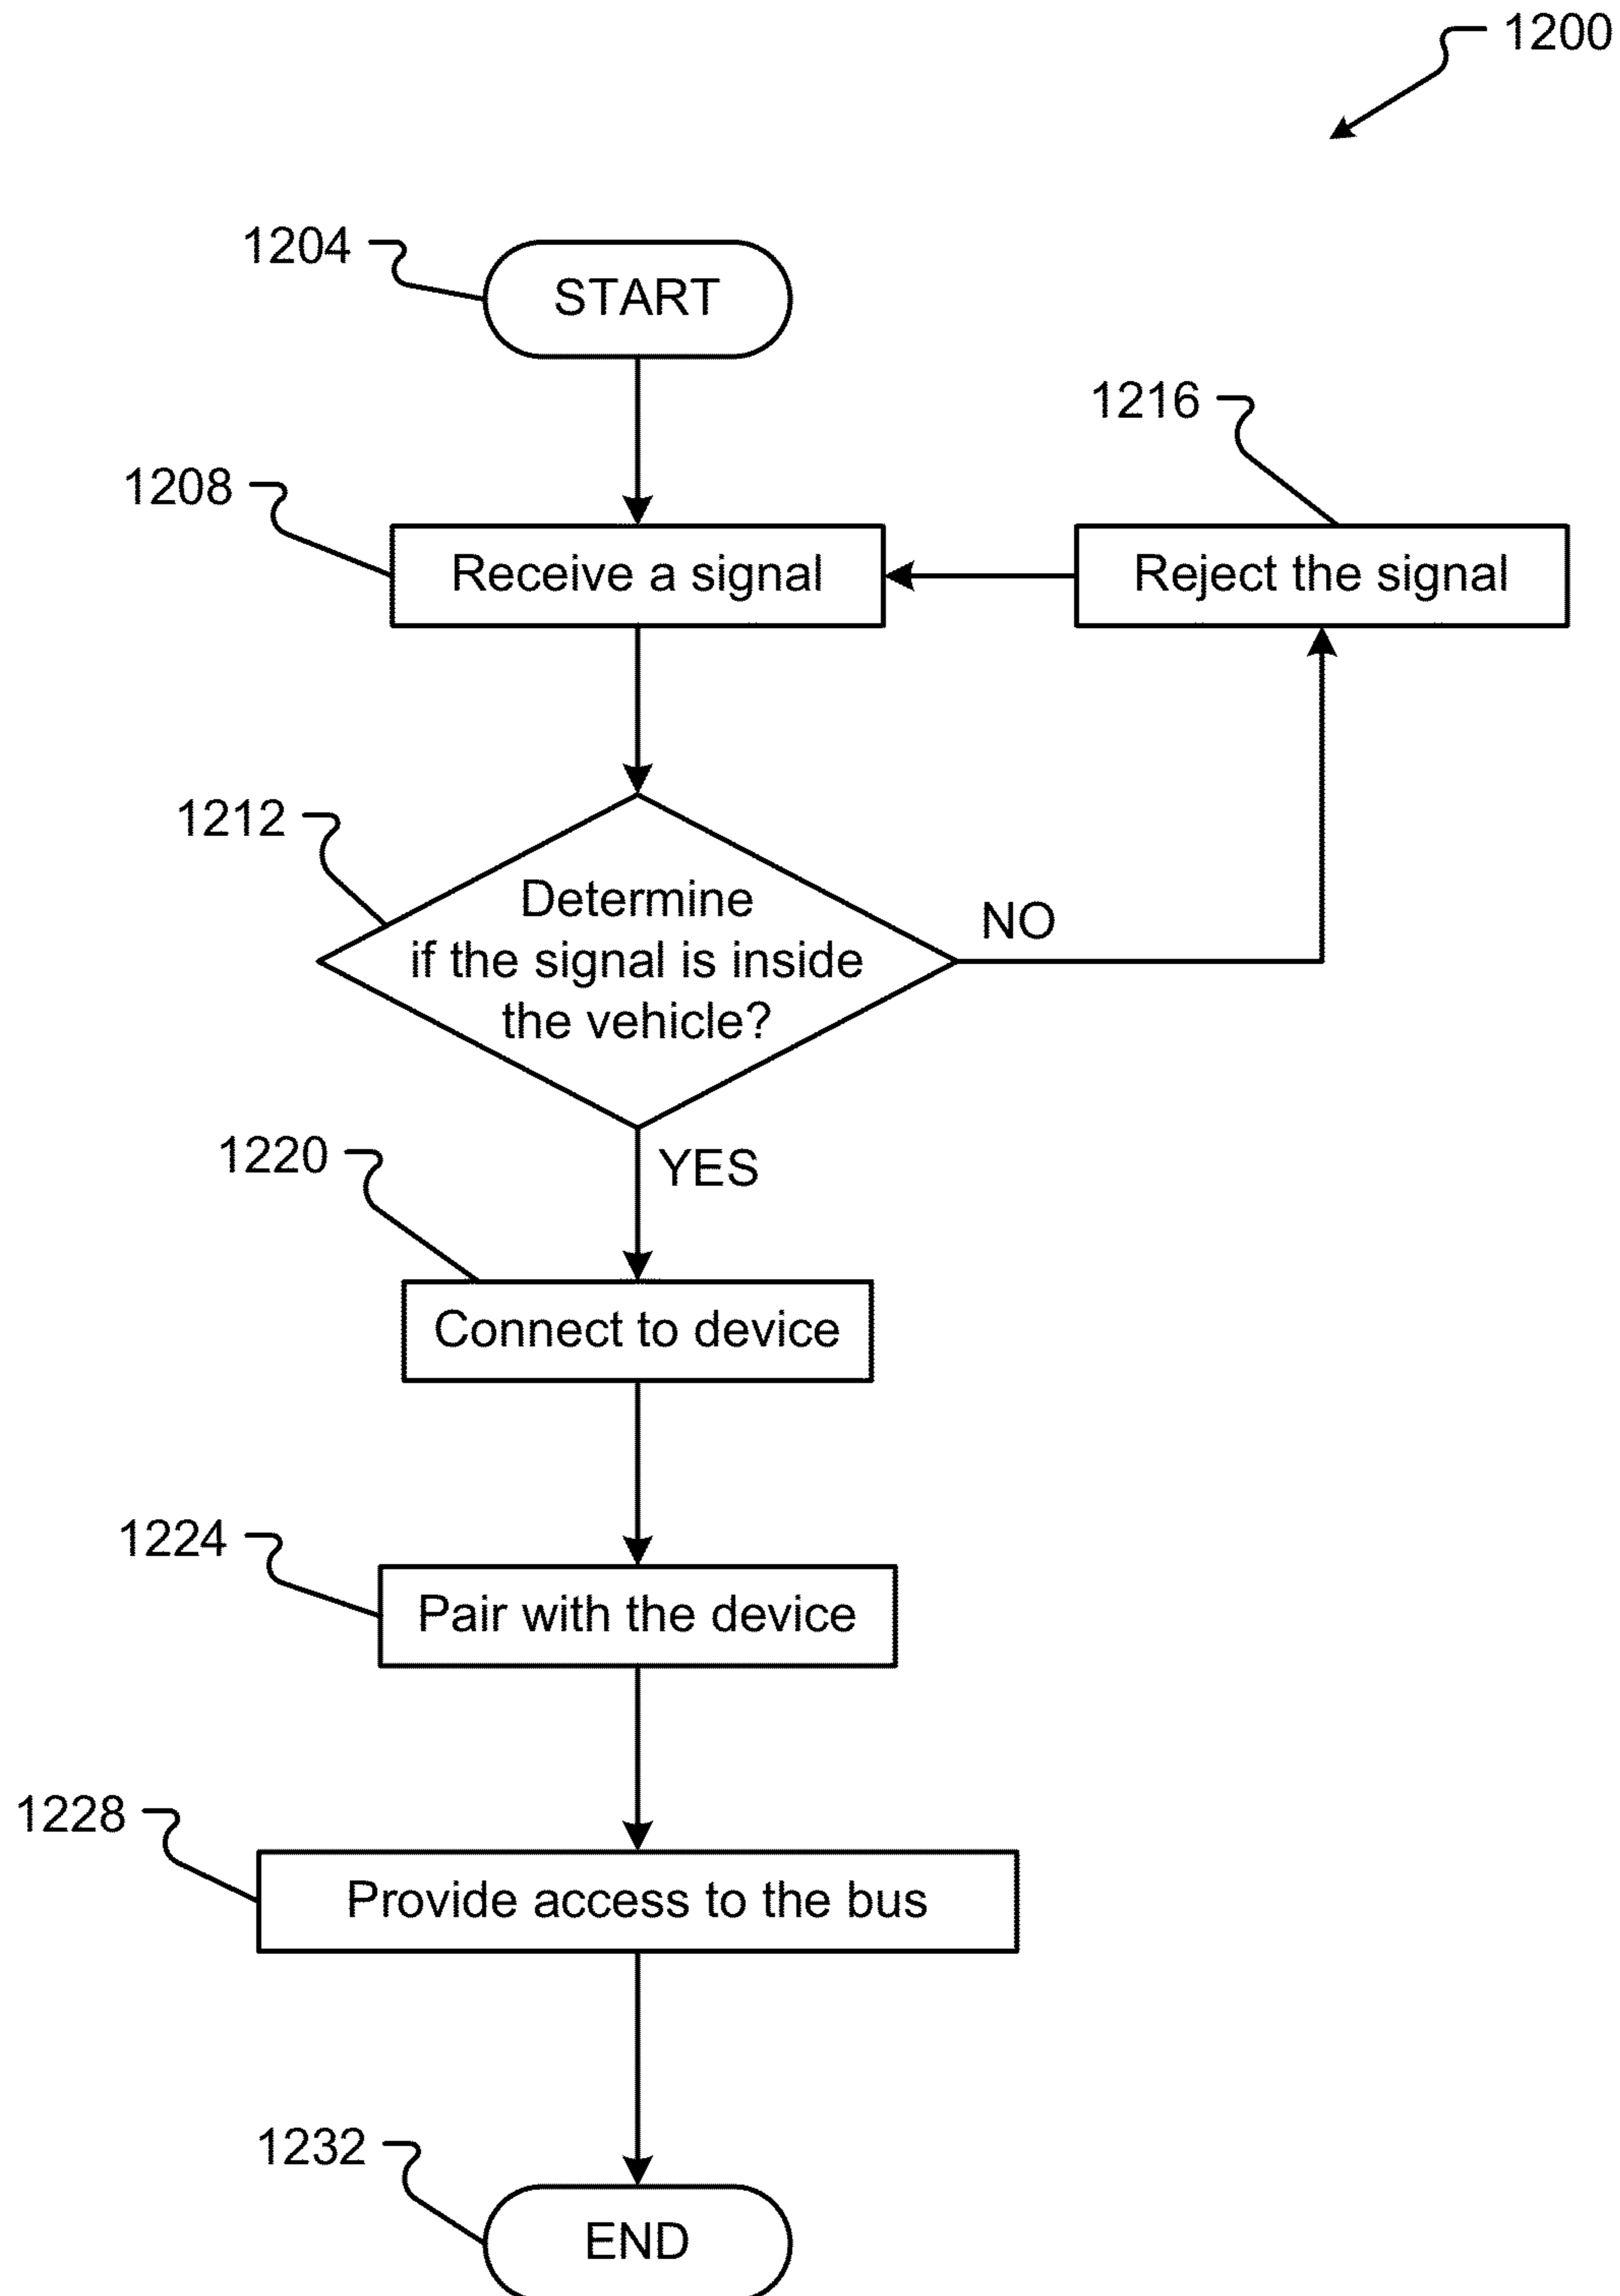 1200
1204
START
1216
1208
Receive a signal
Reject the signal
1212
Determine
if the signal is inside
the vehicle?
NO
1220
YES
Connect to device
1224
Pair with the device
1228
Provide access to the bus
1232
END